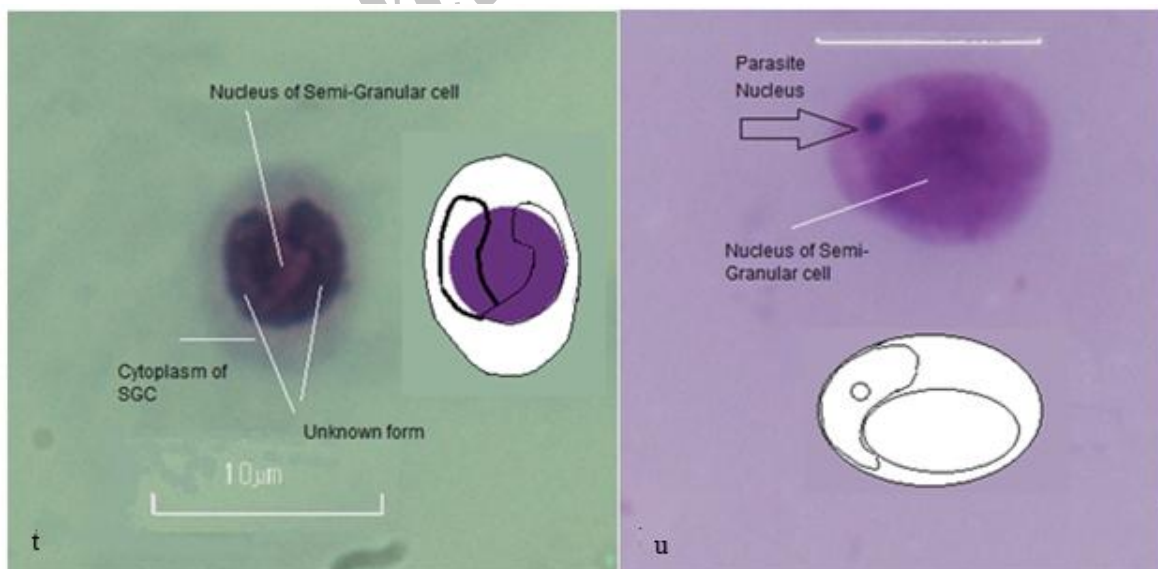 Nucleus of Semi-Granular cell
Cytoplasm of
SGC
Unknown form
10µm
t
Parasite
Nucleus
Nucleus of Semi-
Granular cell
u